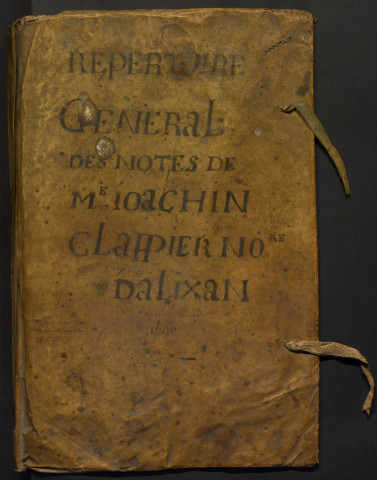 REPERTOIRE
GENERAL
DES NOTES DE
ME IOACHIN
CLAPPIER NORE
DALIXAN